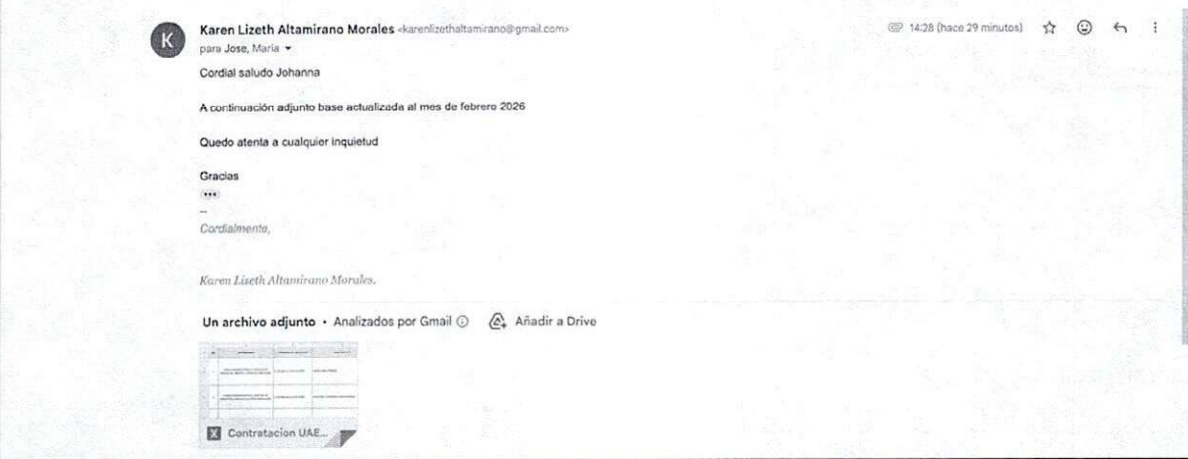 K
Karen Lizeth Altamirano Morales <karenlizethaltamirano@gmail.com>
14:28 (hace 29 minutos)
para Jose, Maria
Cordial saludo Johanna
A continuación adjunto base actualizada al mes de febrero 2026
Quedo atenta a cualquier inquietud
Gracias
...
--
Cordialmente,
Karen Lizeth Altamirano Morales.
Un archivo adjunto • Analizados por Gmail
Añadir a Drive
X Contratacion UAE...